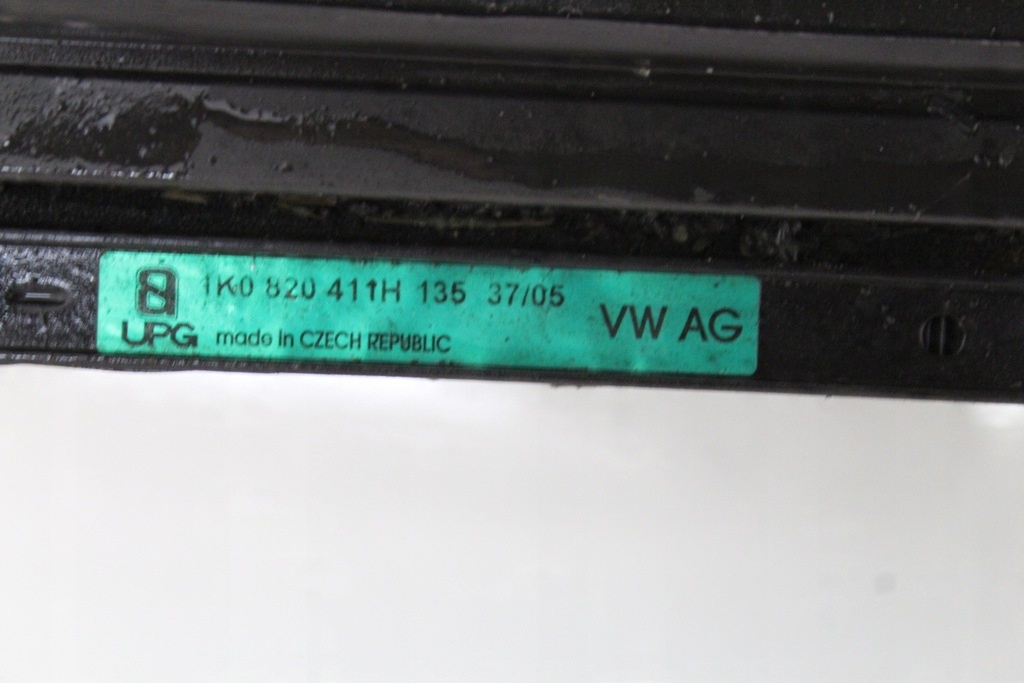 1K0 820 411H 135 37/05
VW AG
UPG made in CZECH REPUBLIC